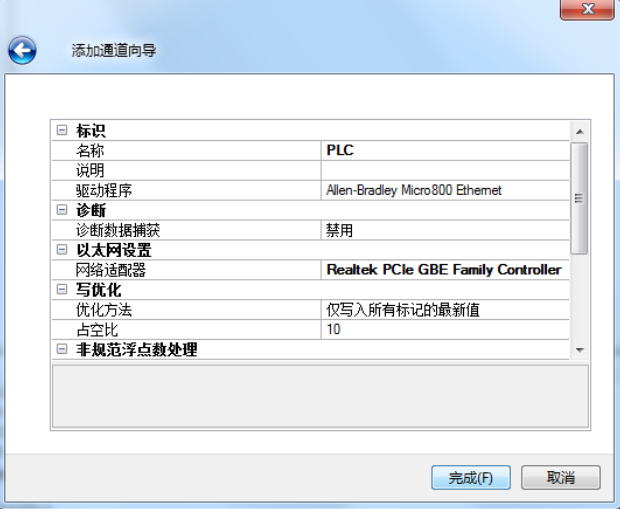 添加通道向导
标识
名称 PLC
说明
驱动程序 Allen-Bradley Micro800 Ethernet
诊断
诊断数据捕获 禁用
以太网设置
网络适配器 Realtek PCIe GBE Family Controller
写优化
优化方法 仅写入所有标记的最新值
占空比 10
非规范浮点数处理
完成(F) 取消